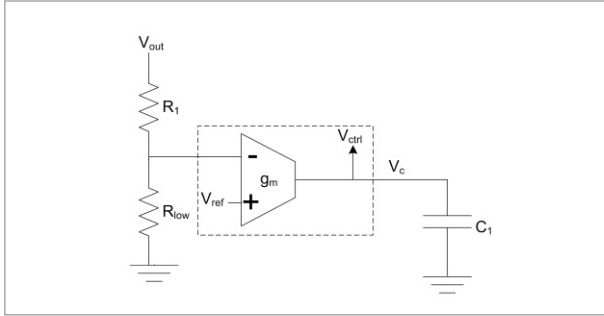 Vout
R1
Vctrl
-
gm
Vc
Vref
+
Rlow
C1